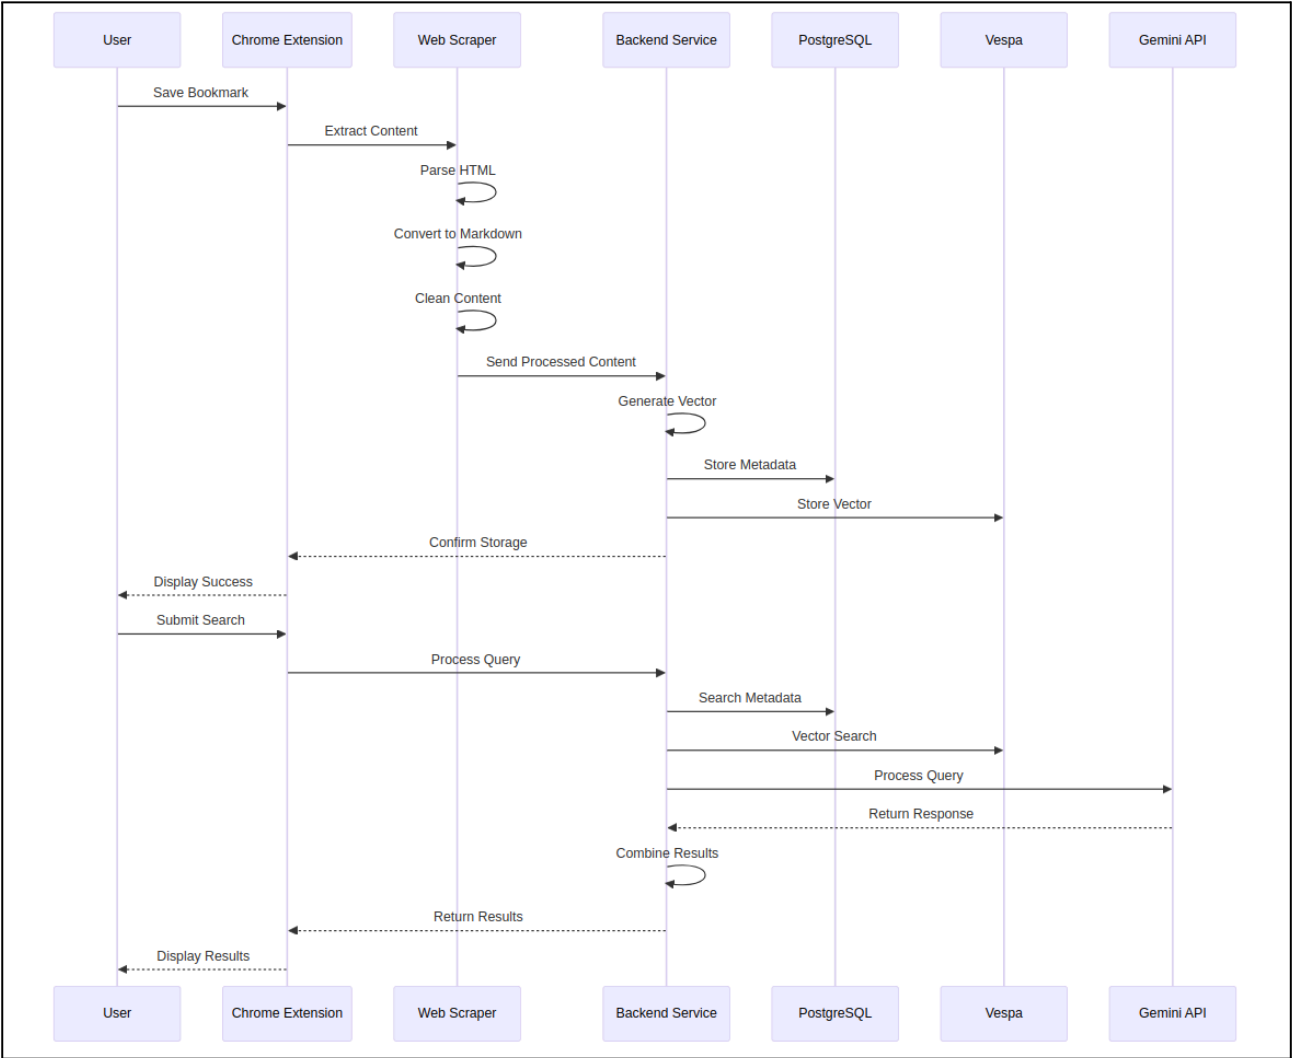 User
Chrome Extension
Web Scraper
Backend Service
PostgreSQL
Vespa
Gemini API
Save Bookmark
Extract Content
Parse HTML
Convert to Markdown
Clean Content
Send Processed Content
Generate Vector
Store Metadata
Store Vector
Confirm Storage
Display Success
Submit Search
Process Query
Search Metadata
Vector Search
Process Query
Return Response
Combine Results
Return Results
Display Results
User
Chrome Extension
Web Scraper
Backend Service
PostgreSQL
Vespa
Gemini API